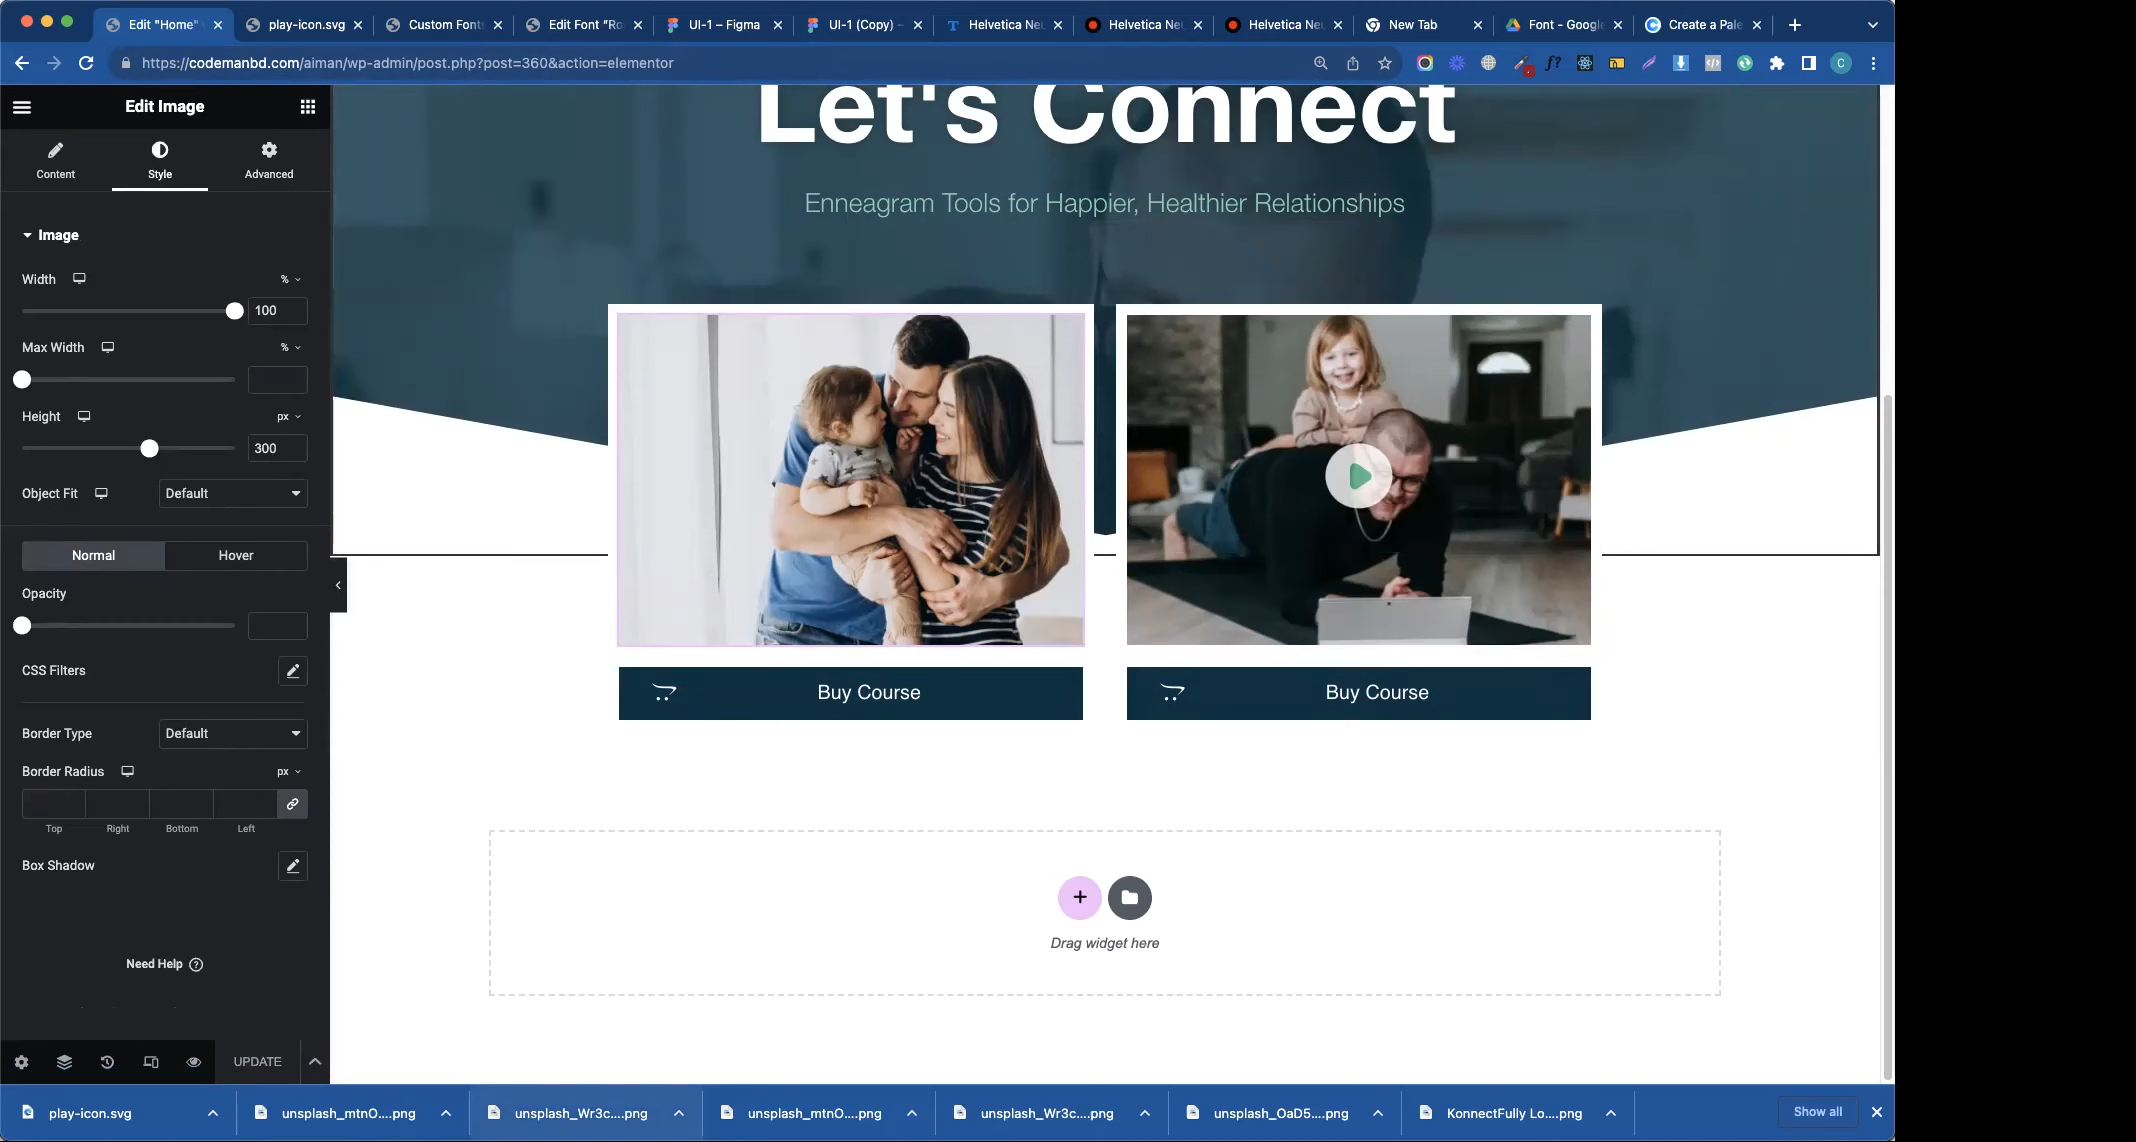 Edit "Home"
play-icon.svg
Custom Font
Edit Font "Ro
UI-1 – Figma
UI-1 (Copy) –
Helvetica Ne
Helvetica Ne
Helvetica Ne
New Tab
Font - Google
Create a Pale
https://codemanbd.com/aiman/wp-admin/post.php?post=360&action=elementor
f?
C
Edit Image
Content
Style
Advanced
Image
Width
%
100
Max Width
%
Height
px
300
Object Fit
Default
Normal
Hover
Opacity
CSS Filters
Border Type
Default
Border Radius
px
Top
Right
Bottom
Left
Box Shadow
Need Help
UPDATE
Let's Connect
Enneagram Tools for Happier, Healthier Relationships
Buy Course
Buy Course
Drag widget here
play-icon.svg
unsplash_mtnO....png
unsplash_Wr3c....png
unsplash_mtnO....png
unsplash_Wr3c....png
unsplash_OaD5....png
KonnectFully Lo....png
Show all